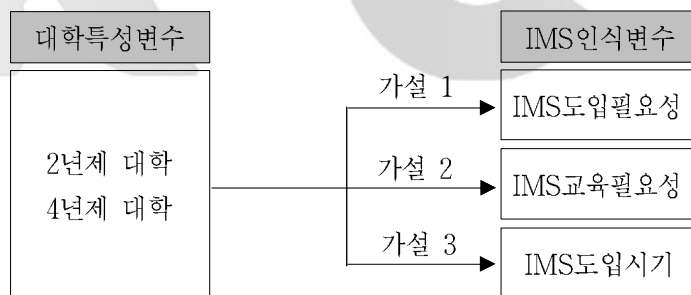 대학특성변수
2년제 대학
4년제 대학
가설 1
가설 2
가설 3
IMS인식변수
IMS도입필요성
IMS교육필요성
IMS도입시기